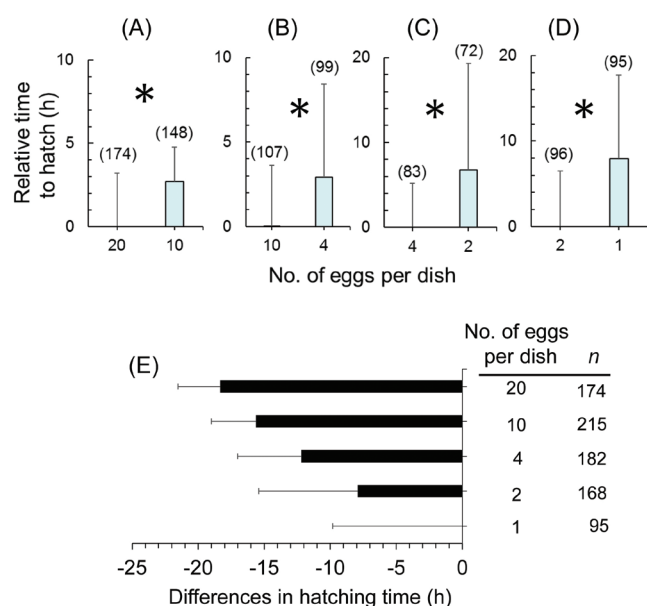 (A) (B) (C) (D)
Relative time
to hatch (h)
10 5 0
(174) * (148)
20 10
10 5 0
(107) * (99)
10 4
20 10 0
(83) * (72)
4 2
20 10 0
(96) * (95)
2 1
No. of eggs per dish
(E)
No. of eggs
per dish n
20 174
10 215
4 182
2 168
1 95
-25 -20 -15 -10 -5 0
Differences in hatching time (h)